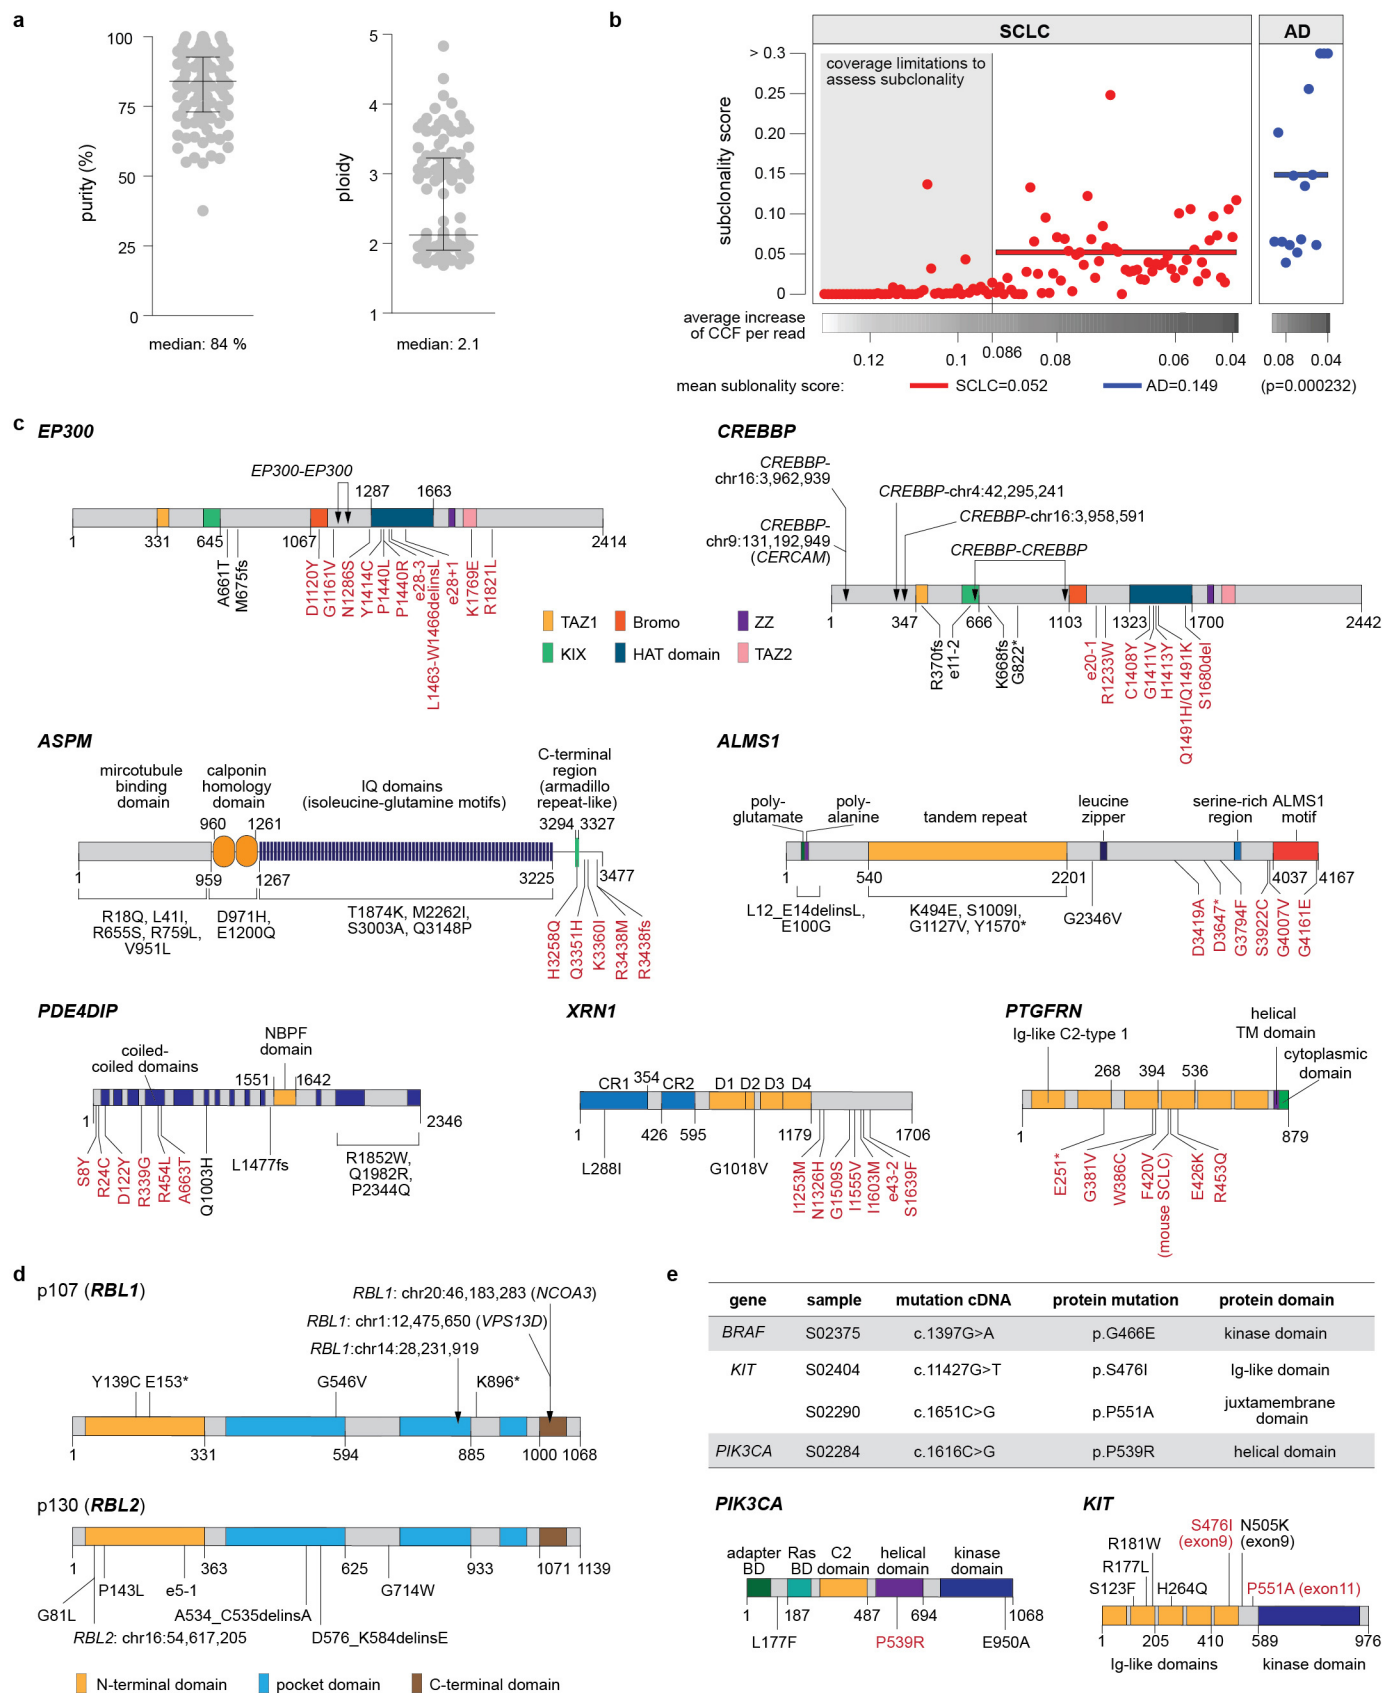 a
purity (%)
100
75
50
25
0
median: 84 %
ploidy
5
4
3
2
1
median: 2.1
b
SCLC
AD
subclonality score
> 0.3
0.25
0.20
0.15
0.10
0.05
0
coverage limitations to
assess subclonality
average increase
of CCF per read
0.12
0.1
0.086
0.08
0.06
0.04
0.08
0.04
mean sublonality score:
SCLC=0.052
AD=0.149
(p=0.000232)
c
EP300
EP300-EP300
1287
1663
1
331
645
1067
2414
A661T
M675fs
D1120Y
G1161V
N1286S
Y1414C
P1440L
P1440R
e28-3
L1463-W1466delinsL
e28+1
K1769E
R1821L
TAZ1
Bromo
ZZ
KIX
HAT domain
TAZ2
CREBBP
CREBBP-
chr16:3,962,939
CREBBP-chr4:42,295,241
CREBBP-chr16:3,958,591
CREBBP-
chr9:131,192,949
(CERCAM)
CREBBP-CREBBP
1
347
666
1103
1323
1700
2442
R370fs
e11-2
K668fs
G822*
e20-1
R1233W
C1408Y
G1411V
H1413Y
Q1491H/Q1491K
S1680del
ASPM
mircotubule
binding
domain
calponin
homology
domain
IQ domains
(isoleucine-glutamine motifs)
C-terminal
region
(armadillo
repeat-like)
960
1261
3294
3327
1
959
1267
3225
3477
R18Q, L41I,
R655S, R759L,
V951L
D971H,
E1200Q
T1874K, M2262I,
S3003A, Q3148P
H3258Q
Q3351H
K3360I
R3438M
R3438fs
ALMS1
poly-
glutamate
poly-
alanine
tandem repeat
leucine
zipper
serine-rich
region
ALMS1
motif
1
540
2201
4037
4167
L12_E14delinsL,
E100G
K494E, S1009I,
G1127V, Y1570*
G2346V
D3419A
D3647*
G3794F
S3922C
G4007V
G4161E
PDE4DIP
coiled-
coiled domains
NBPF
domain
1551
1642
1
2346
S8Y
R24C
D122Y
R339G
R454L
A663T
Q1003H
L1477fs
R1852W,
Q1982R,
P2344Q
XRN1
CR1
354
CR2
D1
D2
D3
D4
1
426
595
1179
1706
L288I
G1018V
I1253M
N1326H
G1509S
I1555V
I1603M
e43-2
S1639F
PTGFRN
Ig-like C2-type 1
helical
TM domain
cytoplasmic
domain
268
394
536
1
879
E251*
G381V
W386C
F420V
(mouse SCLC)
E426K
R453Q
d
p107 (RBL1)
RBL1: chr20:46,183,283 (NCOA3)
RBL1: chr1:12,475,650 (VPS13D)
RBL1:chr14:28,231,919
Y139C
E153*
G546V
K896*
1
331
594
885
1000
1068
p130 (RBL2)
1
363
625
933
1071
1139
G81L
P143L
e5-1
G714W
A534_C535delinsA
RBL2: chr16:54,617,205
D576_K584delinsE
N-terminal domain
pocket domain
C-terminal domain
e
gene sample mutation cDNA protein mutation protein domain
BRAF S02375 c.1397G>A p.G466E kinase domain
KIT S02404 c.11427G>T p.S476I Ig-like domain
S02290 c.1651C>G p.P551A juxtamembrane
domain
PIK3CA S02284 c.1616C>G p.P539R helical domain
PIK3CA
adapter
BD
Ras
BD
C2
domain
helical
domain
kinase
domain
1
187
487
694
1068
L177F
P539R
E950A
KIT
S476I
(exon9)
N505K
(exon9)
R181W
R177L
S123F
H264Q
P551A (exon11)
1
205
410
589
976
Ig-like domains
kinase domain